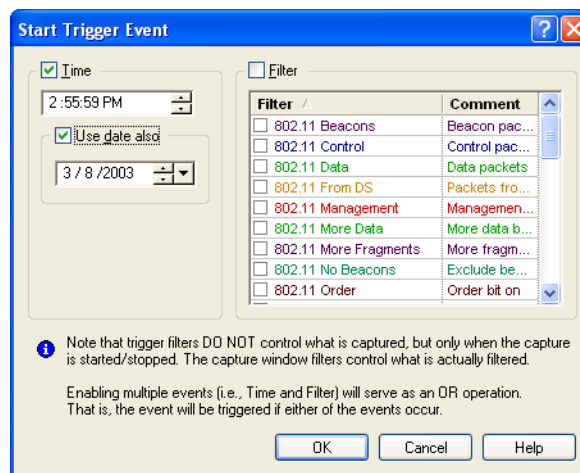 Start Trigger Event
Time
2 :55:59 PM
Use date also
3 / 8 /2003
Filter
Filter Comment
802.11 Beacons Beacon pac...
802.11 Control Control pac...
802.11 Data Data packets
802.11 From DS Packets fro...
802.11 Management Managemen...
802.11 More Data More data b...
802.11 More Fragments More fragm...
802.11 No Beacons Exclude be...
802.11 Order Order bit on
Note that trigger filters DO NOT control what is captured, but only when the capture
is started/stopped. The capture window filters control what is actually filtered.
Enabling multiple events (i.e., Time and Filter) will serve as an OR operation.
That is, the event will be triggered if either of the events occur.
OK Cancel Help